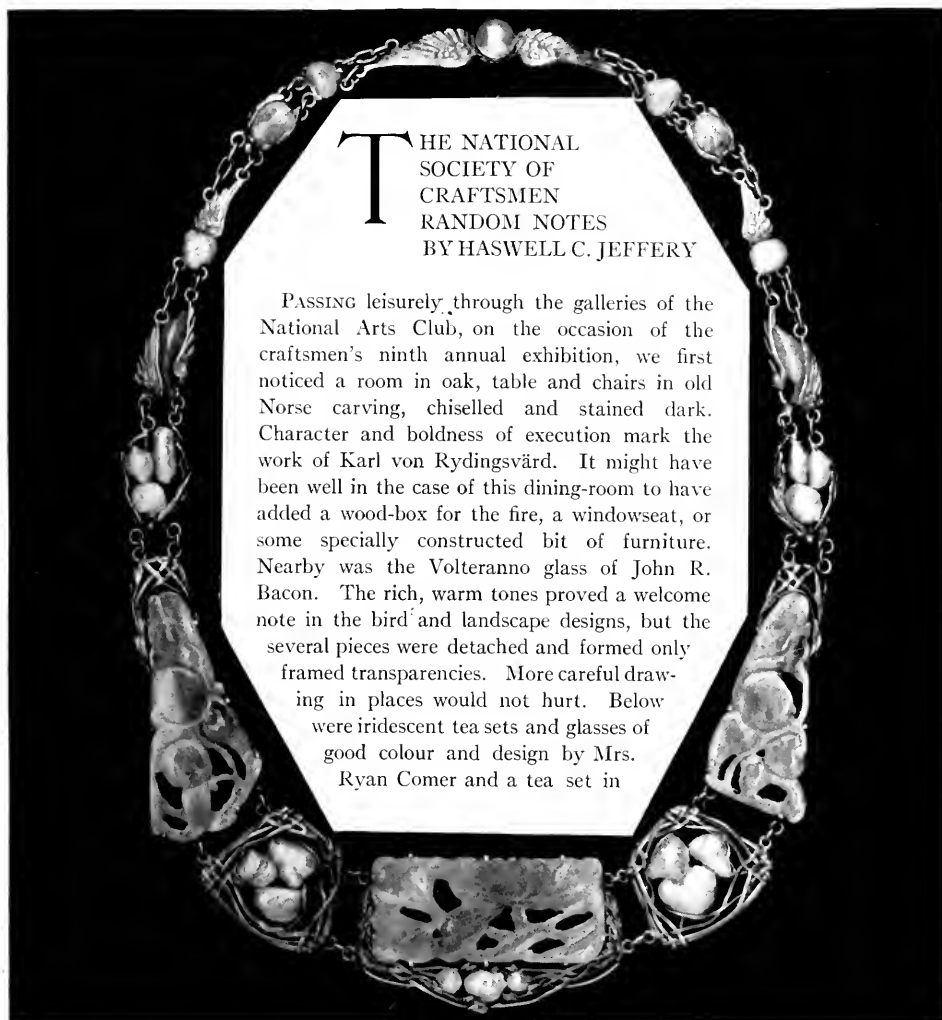 THE NATIONAL
SOCIETY OF
CRAFTSMEN
RANDOM NOTES
BY HASWELL C. JEFFERY
PASSING leisurely through the galleries of the
National Arts Club, on the occasion of the
craftsmen's ninth annual exhibition, we first
noticed a room in oak, table and chairs in old
Norse carving, chiselled and stained dark.
Character and boldness of execution mark the
work of Karl von Rydingsvärd. It might have
been well in the case of this dining-room to have
added a wood-box for the fire, a windowseat, or
some specially constructed bit of furniture.
Nearby was the Volteranno glass of John R.
Bacon. The rich, warm tones proved a welcome
note in the bird and landscape designs, but the
several pieces were detached and formed only
framed transparencies. More careful draw-
ing in places would not hurt. Below
were iridescent tea sets and glasses of
good colour and design by Mrs.
Ryan Comer and a tea set in